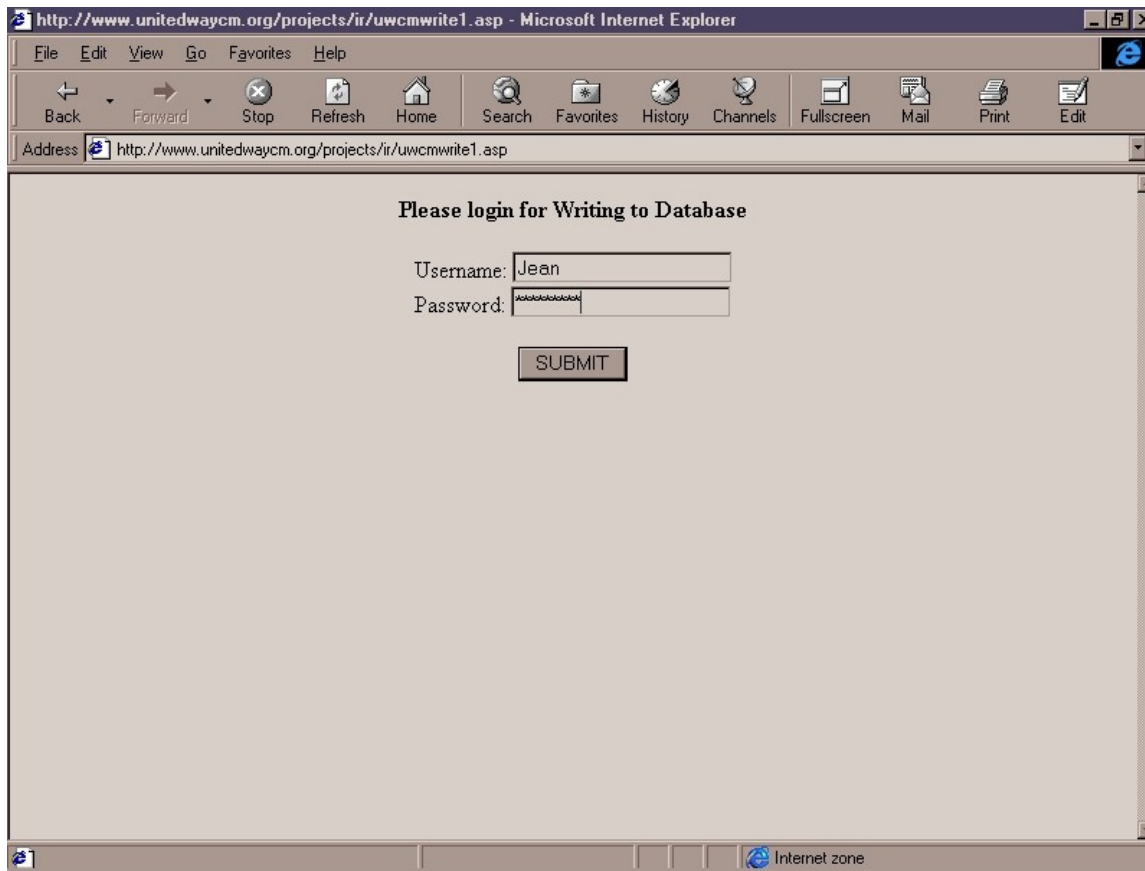 http://www.unitedwaycm.org/projects/ir/uwcmwrite1.asp - Microsoft Internet Explorer
File Edit View Go Favorites Help
Back Forward Stop Refresh Home Search Favorites History Channels Fullscreen Mail Print Edit
Address http://www.unitedwaycm.org/projects/ir/uwcmwrite1.asp
Please login for Writing to Database
Username: Jean
Password: **********
SUBMIT
Internet zone